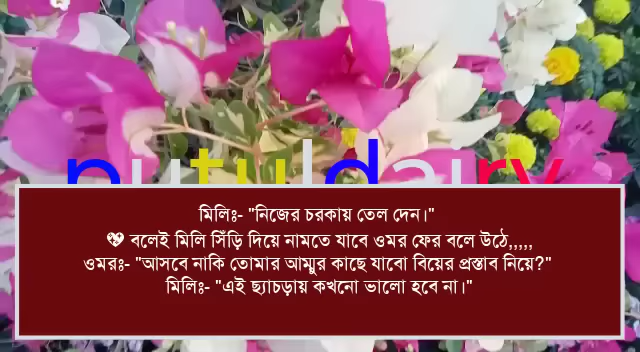 putuldairy
মিলিঃ- "নিজের চরকায় তেল দেন।"
💖 বলেই মিলি সিঁড়ি দিয়ে নামতে যাবে ওমর ফের বলে উঠে,,,,,
ওমরঃ- "আসবে নাকি তোমার আম্মুর কাছে যাবো বিয়ের প্রস্তাব নিয়ে?"
মিলিঃ- "এই ছ্যাচড়ায় কখনো ভালো হবে না।"